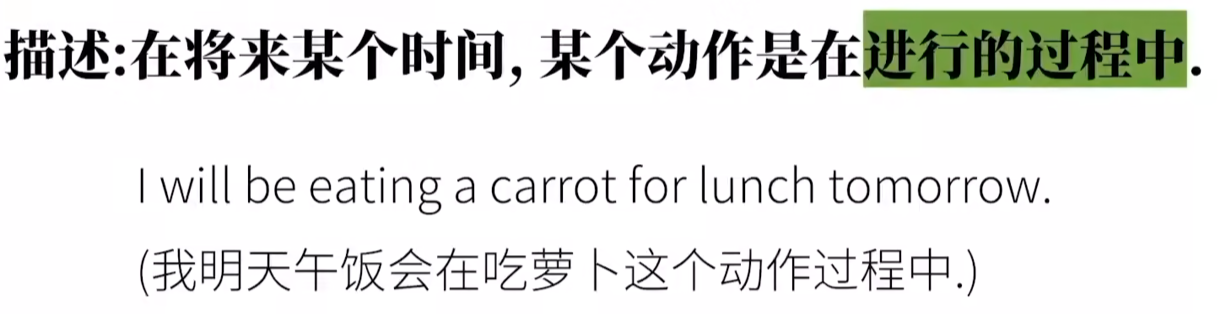 描述:在将来某个时间, 某个动作是在进行的过程中.
I will be eating a carrot for lunch tomorrow.
(我明天午饭会在吃萝卜这个动作过程中.)